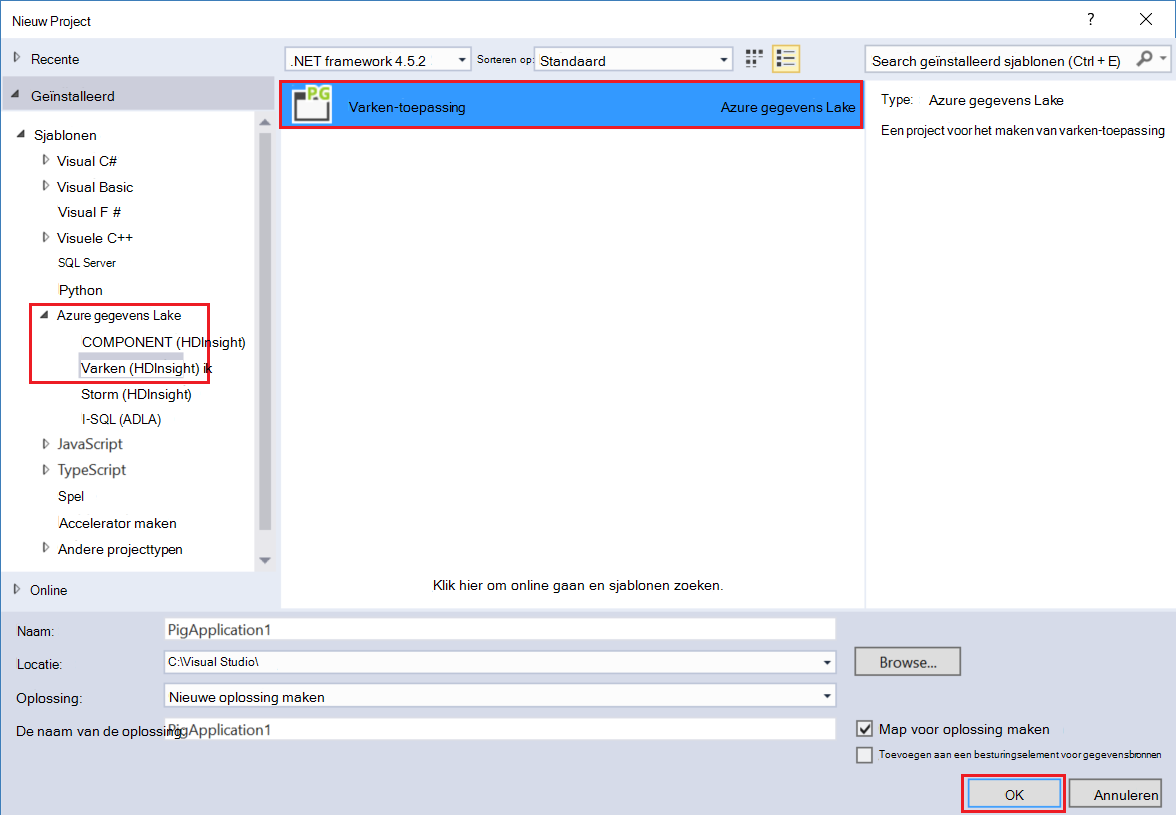 Nieuw Project
?
Recente
.NET framework 4.5.2
Sorteren op:
Standaard
Search geïnstalleerd sjablonen (Ctrl + E)
Geïnstalleerd
Sjablonen
Visual C#
Visual Basic
Visual F #
Visuele C++
SQL Server
Python
Azure gegevens Lake
COMPONENT (HDInsight)
Varken (HDInsight) ik
Storm (HDInsight)
I-SQL (ADLA)
JavaScript
TypeScript
Spel
Accelerator maken
Andere projecttypen
Online
PG
Varken-toepassing
Azure gegevens Lake
Klik hier om online gaan en sjablonen zoeken.
Type: Azure gegevens Lake
Een project voor het maken van varken-toepassing
Naam:
PigApplication1
Locatie:
C:\Visual Studio\
Browse...
Oplossing:
Nieuwe oplossing maken
De naam van de oplossing
PigApplication1
Map voor oplossing maken
Toevoegen aan een besturingselement voor gegevensbronnen
OK
Annuleren